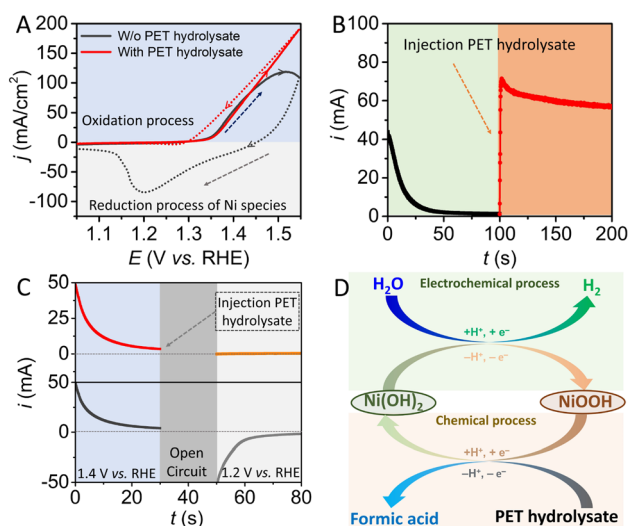 A
W/o PET hydrolysate
With PET hydrolysate
Oxidation process
Reduction process of Ni species
200
150
100
50
0
-50
-100
j (mA/cm²)
1.1 1.2 1.3 1.4 1.5
E (V vs. RHE)
B
Injection PET hydrolysate
100
80
60
40
20
0
i (mA)
0 50 100 150 200
t (s)
C
50
0
50
0
-50
i (mA)
Injection PET
hydrolysate
Open
Circuit
1.4 V vs. RHE
1.2 V vs. RHE
0 20 40 60 80
t (s)
D
H₂O
Electrochemical process
H₂
+H⁺, + e⁻
–H⁺, – e⁻
Ni(OH)₂
NiOOH
Chemical process
+H⁺, + e⁻
–H⁺, – e⁻
Formic acid
PET hydrolysate